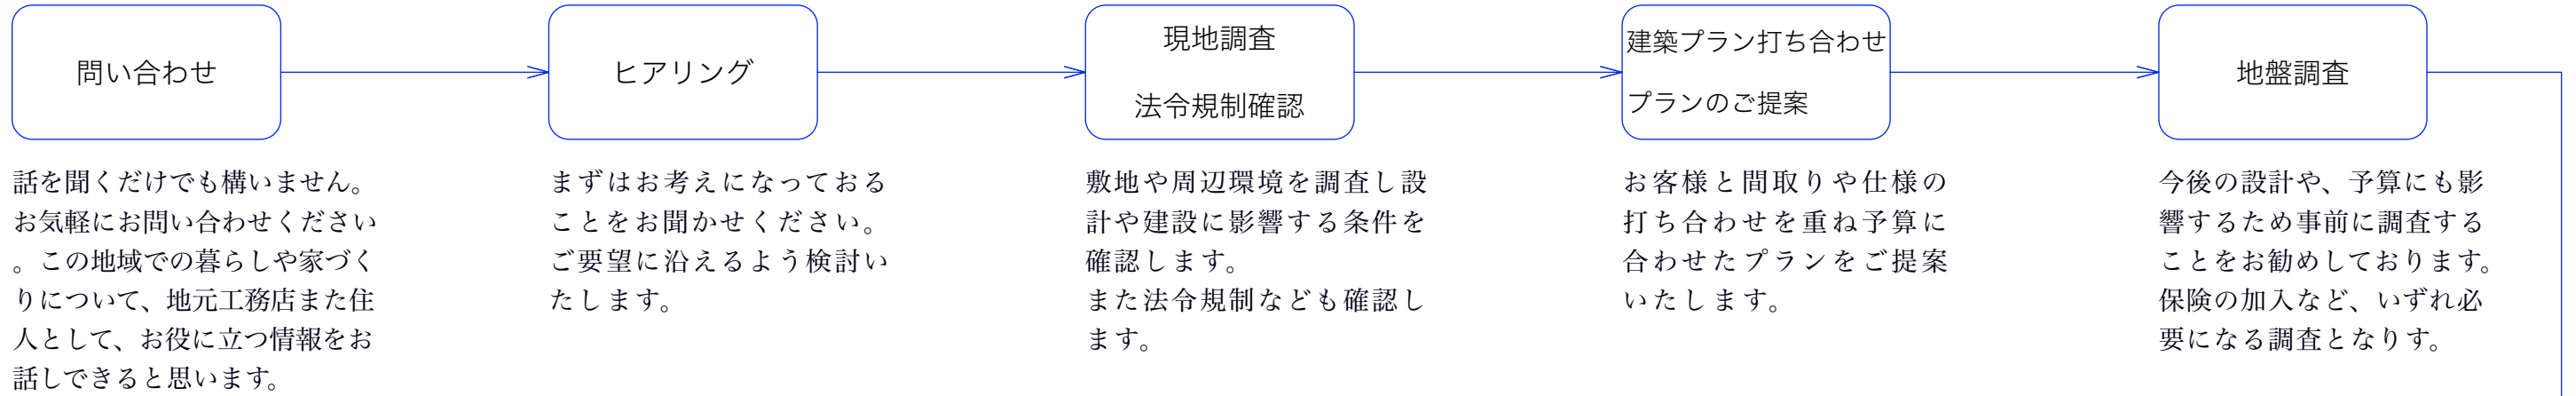 問い合わせ
話を聞くだけでも構いません。
お気軽にお問い合わせください
。この地域での暮らしや家づく
りについて、地元工務店また住
人として、お役に立つ情報をお
話しできると思います。
ヒアリング
まずはお考えになっておる
ことをお聞かせください。
ご要望に沿えるよう検討い
たします。
現地調査
法令規制確認
敷地や周辺環境を調査し設
計や建設に影響する条件を
確認します。
また法令規制なども確認し
ます。
建築プラン打ち合わせ
プランのご提案
お客様と間取りや仕様の
打ち合わせを重ね予算に
合わせたプランをご提案
いたします。
地盤調査
今後の設計や、予算にも影
響するため事前に調査する
ことをお勧めしております。
保険の加入など、いずれ必
要になる調査となりす。